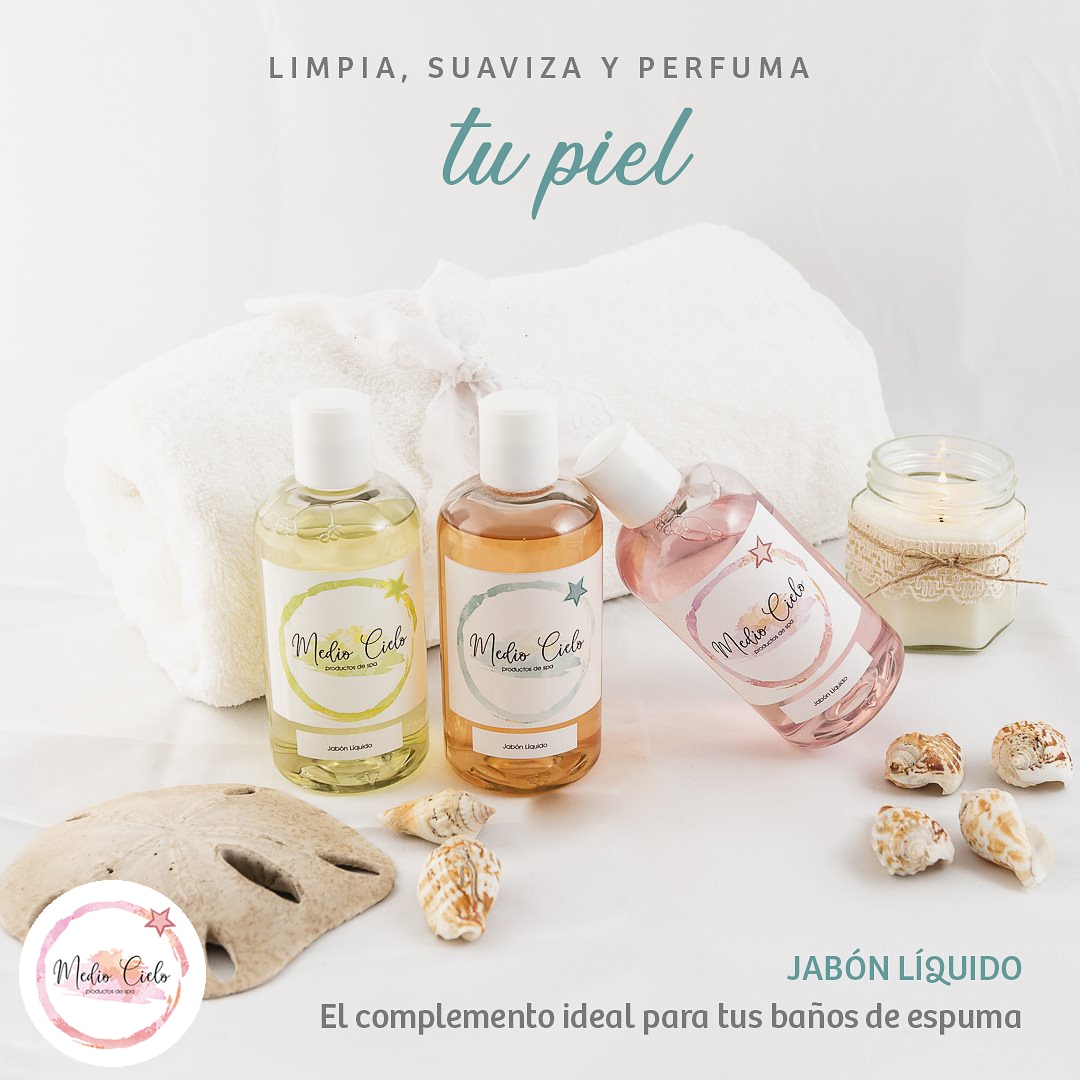 LIMPIA, SUAVIZA Y PERFUMA
tu piel
Medio Cielo
productos de spa
Jabón Líquido
Medio Cielo
productos de spa
Jabón Líquido
Medio Cielo
productos de spa
Jabón Líquido
Medio Cielo
productos de spa
JABÓN LÍQUIDO
El complemento ideal para tus baños de espuma